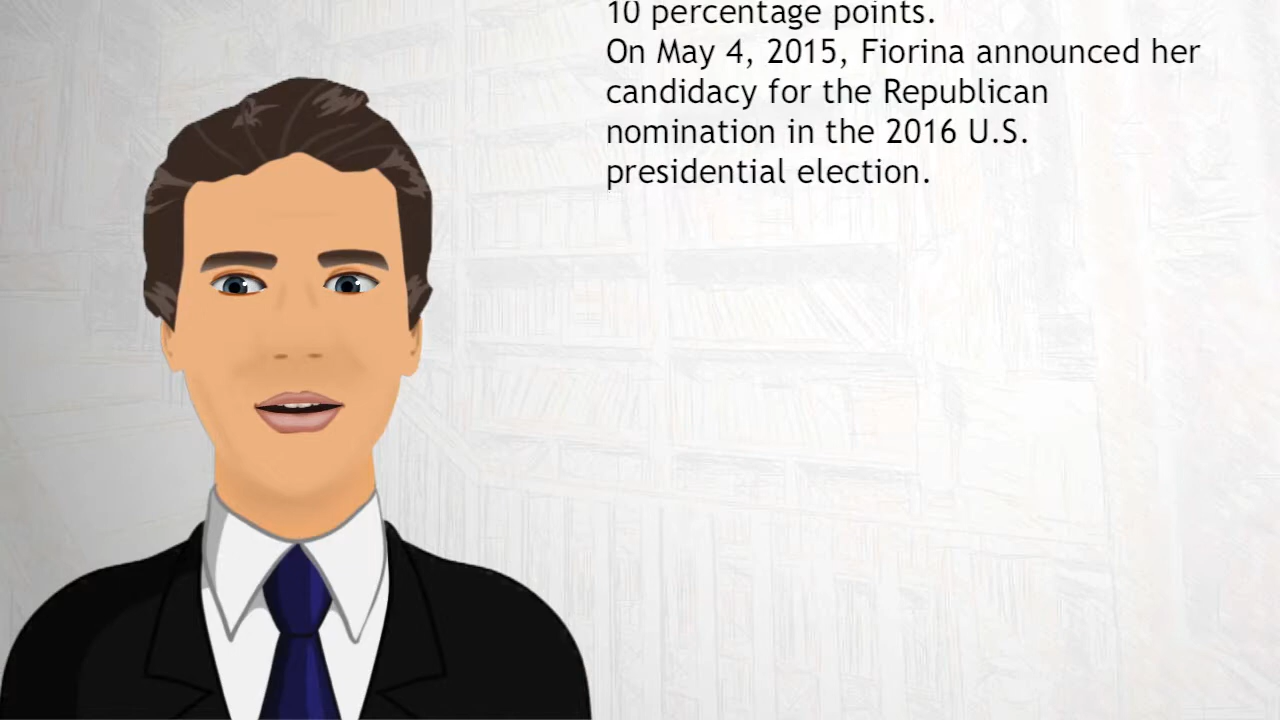 10 percentage points.
On May 4, 2015, Fiorina announced her
candidacy for the Republican
nomination in the 2016 U.S.
presidential election.